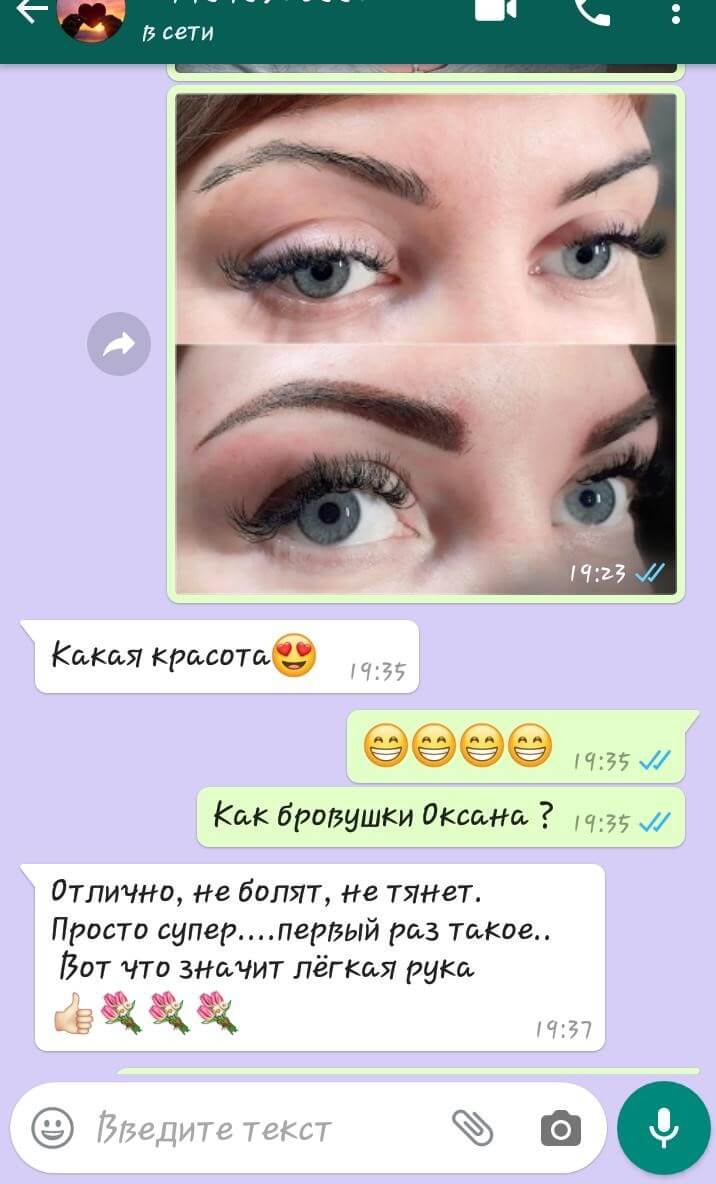 в сети
19:23
Какая красота😍
19:35
😁😁😁😁
19:35
Как бровушки Оксана ?
19:35
Отлично, не болят, не тянет.
Просто супер....первый раз такое..
Вот что значит лёгкая рука
👍🏻💐💐💐
19:37
Введите текст